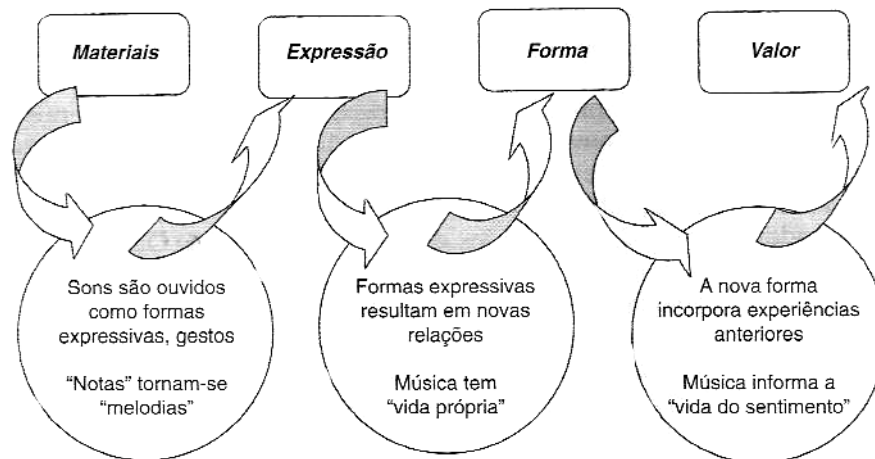 Materiais
Expressão
Forma
Valor
Sons são ouvidos
como formas
expressivas, gestos
“Notas” tornam-se
“melodias”
Formas expressivas
resultam em novas
relações
Música tem
“vida própria”
A nova forma
incorpora experiências
anteriores
Música informa a
“vida do sentimento”